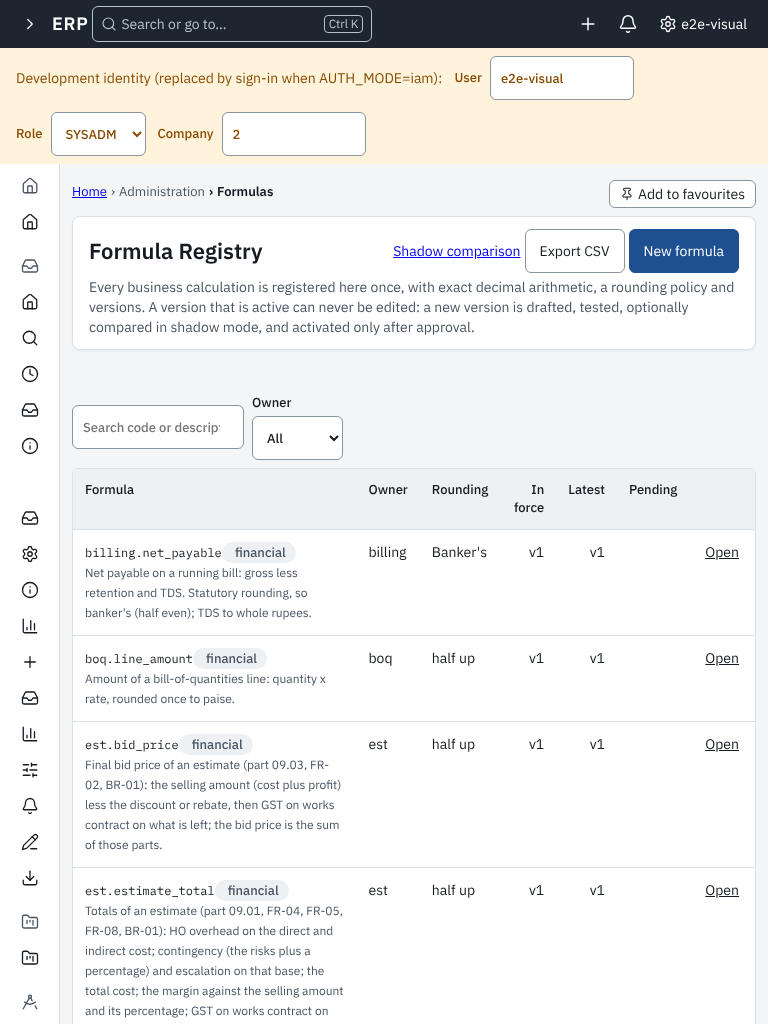 ERP
Search or go to...
Ctrl K
e2e-visual
Development identity (replaced by sign-in when AUTH_MODE=iam):
User
e2e-visual
Role
SYSADM
Company
2
Home › Administration › Formulas
Add to favourites
Formula Registry
Shadow comparison
Export CSV
New formula
Every business calculation is registered here once, with exact decimal arithmetic, a rounding policy and
versions. A version that is active can never be edited: a new version is drafted, tested, optionally
compared in shadow mode, and activated only after approval.
Owner
Search code or descrip
All
Formula Owner Rounding In force Latest Pending
billing.net_payable financial billing Banker's v1 v1 Open
Net payable on a running bill: gross less
retention and TDS. Statutory rounding, so
banker's (half even); TDS to whole rupees.
boq.line_amount financial boq half up v1 v1 Open
Amount of a bill-of-quantities line: quantity x
rate, rounded once to paise.
est.bid_price financial est half up v1 v1 Open
Final bid price of an estimate (part 09.03, FR-
02, BR-01): the selling amount (cost plus profit)
less the discount or rebate, then GST on works
contract on what is left; the bid price is the sum
of those parts.
est.estimate_total financial est half up v1 v1 Open
Totals of an estimate (part 09.01, FR-04, FR-05,
FR-08, BR-01): HO overhead on the direct and
indirect cost; contingency (the risks plus a
percentage) and escalation on that base; the
total cost; the margin against the selling amount
and its percentage; GST on works contract on